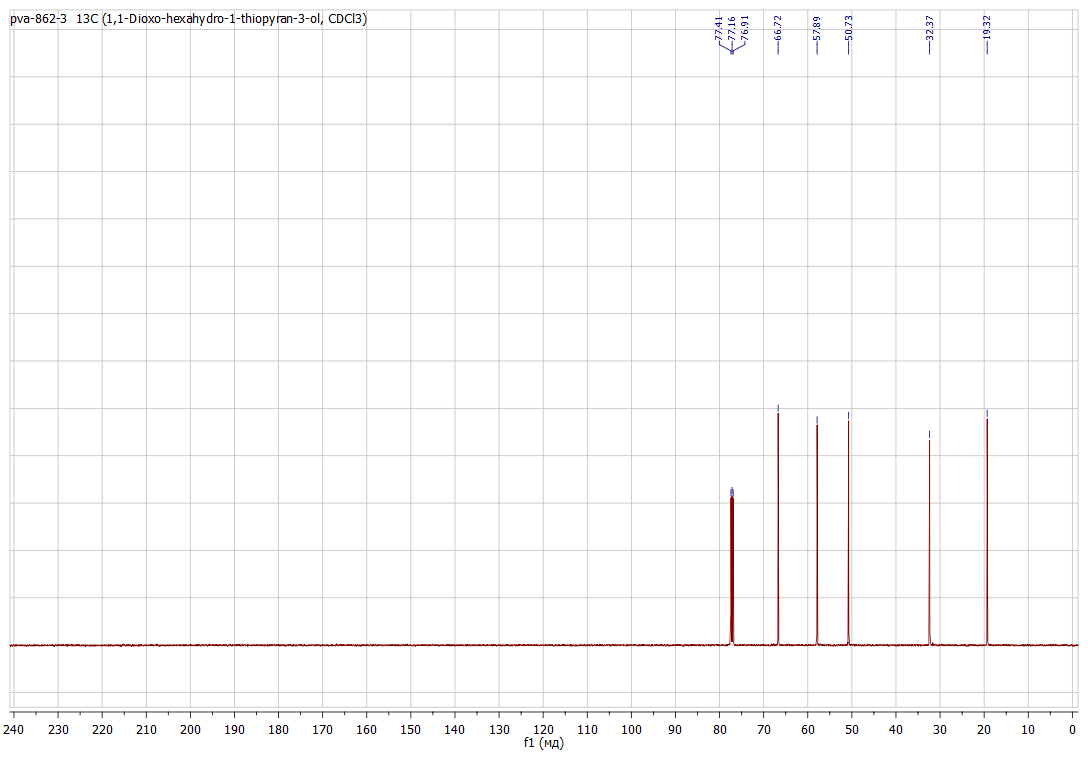 pva-862-3 13C (1,1-Dioxo-hexahydro-1-thiopyran-3-ol, CDCl3)
77.41
77.16
76.91
66.72
57.89
50.73
32.37
19.32
240 230 220 210 200 190 180 170 160 150 140 130 120 110 100 90 80 70 60 50 40 30 20 10 0
f1 (мд)